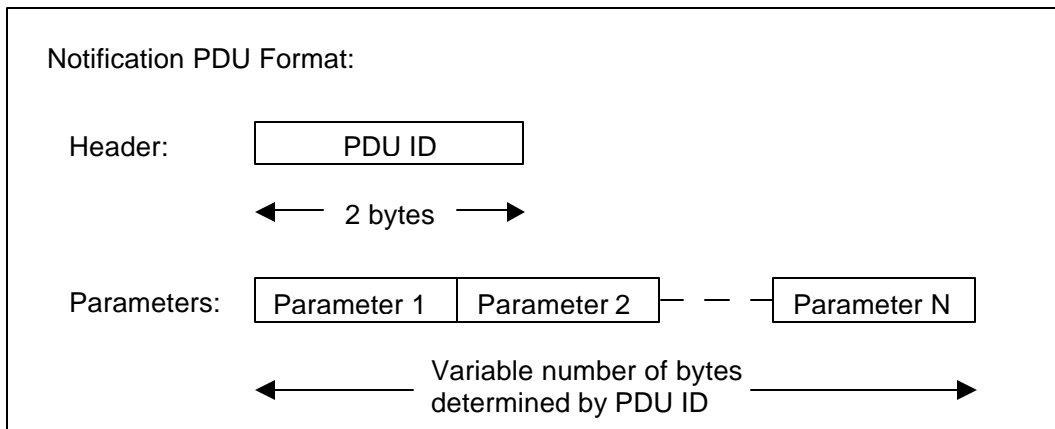 Notification PDU Format:
Header:
PDU ID
2 bytes
Parameters:
Parameter 1
Parameter 2
Parameter N
Variable number of bytes
determined by PDU ID